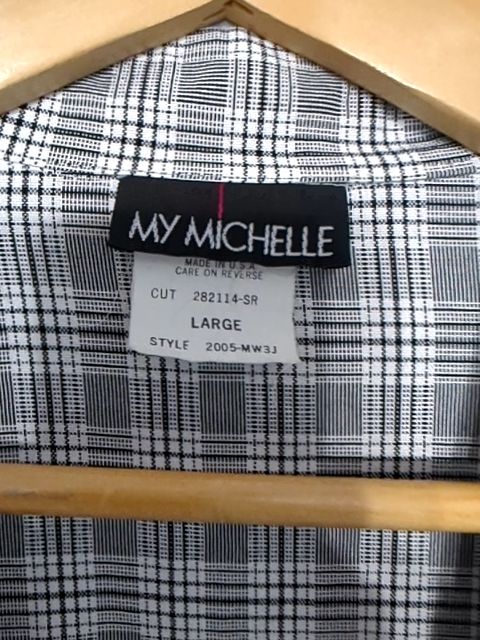 MY MICHELLE
MADE IN U.S.A.
CARE ON REVERSE
CUT 282114-SR
LARGE
STYLE 2005-MW3J